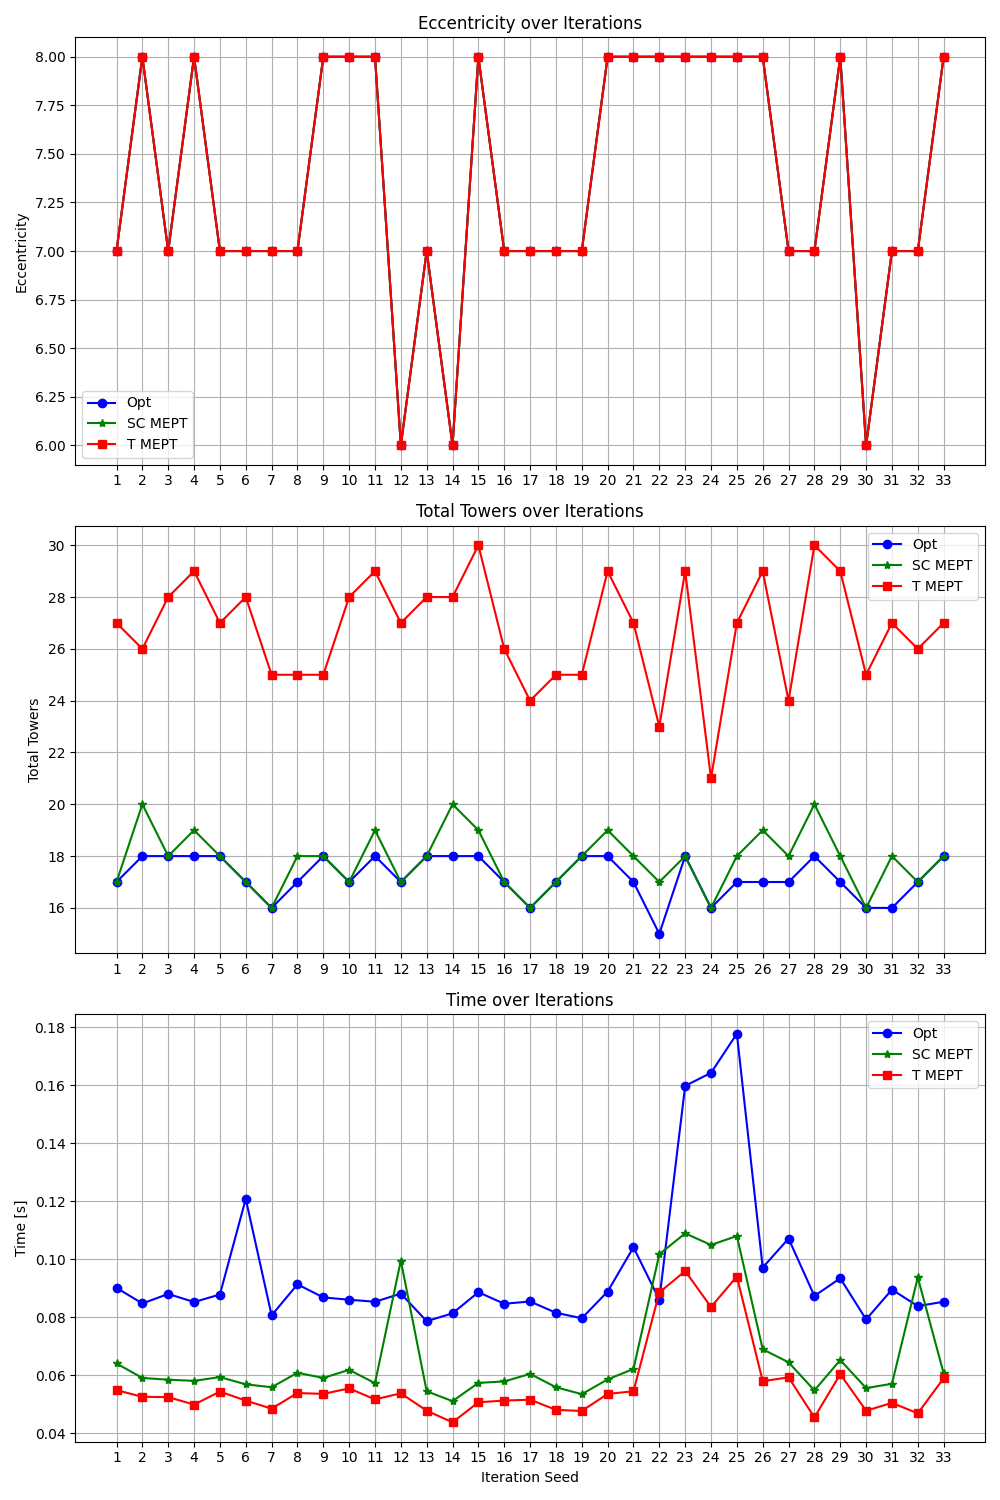 Eccentricity over Iterations
8.00
7.75
7.50
7.25
7.00
6.75
6.50
6.25
6.00
Eccentricity
Opt
SC MEPT
T MEPT
1 2 3 4 5 6 7 8 9 10 11 12 13 14 15 16 17 18 19 20 21 22 23 24 25 26 27 28 29 30 31 32 33
Total Towers over Iterations
30
28
26
24
22
20
18
16
Total Towers
Opt
SC MEPT
T MEPT
1 2 3 4 5 6 7 8 9 10 11 12 13 14 15 16 17 18 19 20 21 22 23 24 25 26 27 28 29 30 31 32 33
Time over Iterations
0.18
0.16
0.14
0.12
0.10
0.08
0.06
0.04
Time [s]
Opt
SC MEPT
T MEPT
1 2 3 4 5 6 7 8 9 10 11 12 13 14 15 16 17 18 19 20 21 22 23 24 25 26 27 28 29 30 31 32 33
Iteration Seed